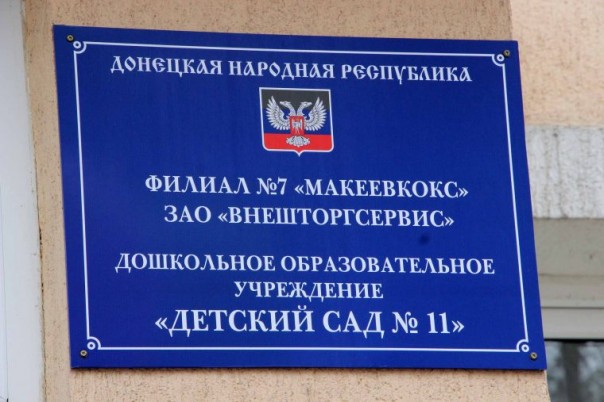 ДОНЕЦКАЯ НАРОДНАЯ РЕСПУБЛИКА
ФИЛИАЛ №7 «МАКЕЕВКОКС»
ЗАО «ВНЕШТОРГСЕРВИС»
ДОШКОЛЬНОЕ ОБРАЗОВАТЕЛЬНОЕ
УЧРЕЖДЕНИЕ
«ДЕТСКИЙ САД № 11»